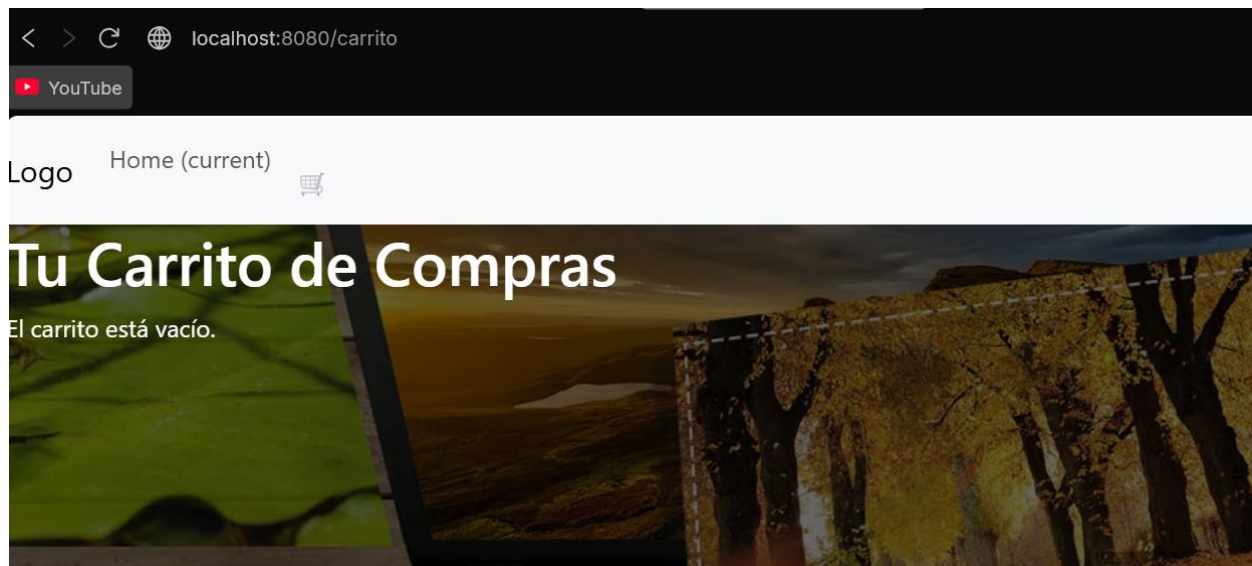 localhost:8080/carrito
YouTube
Logo Home (current)
Tu Carrito de Compras
El carrito está vacío.